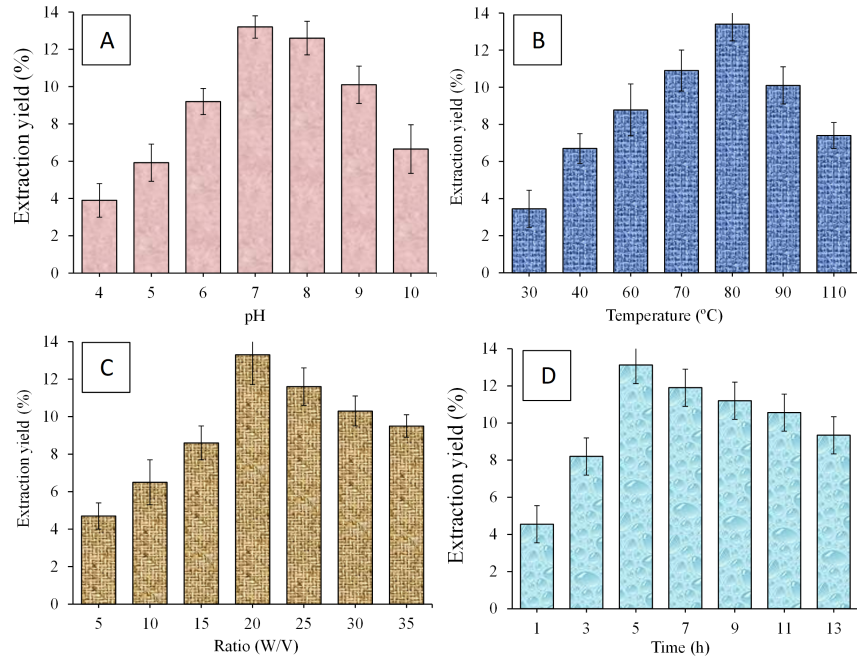 A
Extraction yield (%)
14
12
10
8
6
4
2
0
4 5 6 7 8 9 10
pH
B
Extraction yield (%)
14
12
10
8
6
4
2
0
30 40 60 70 80 90 110
Temperature (ºC)
C
Extraction yield (%)
14
12
10
8
6
4
2
0
5 10 15 20 25 30 35
Ratio (W/V)
D
Extraction yield (%)
14
12
10
8
6
4
2
0
1 3 5 7 9 11 13
Time (h)